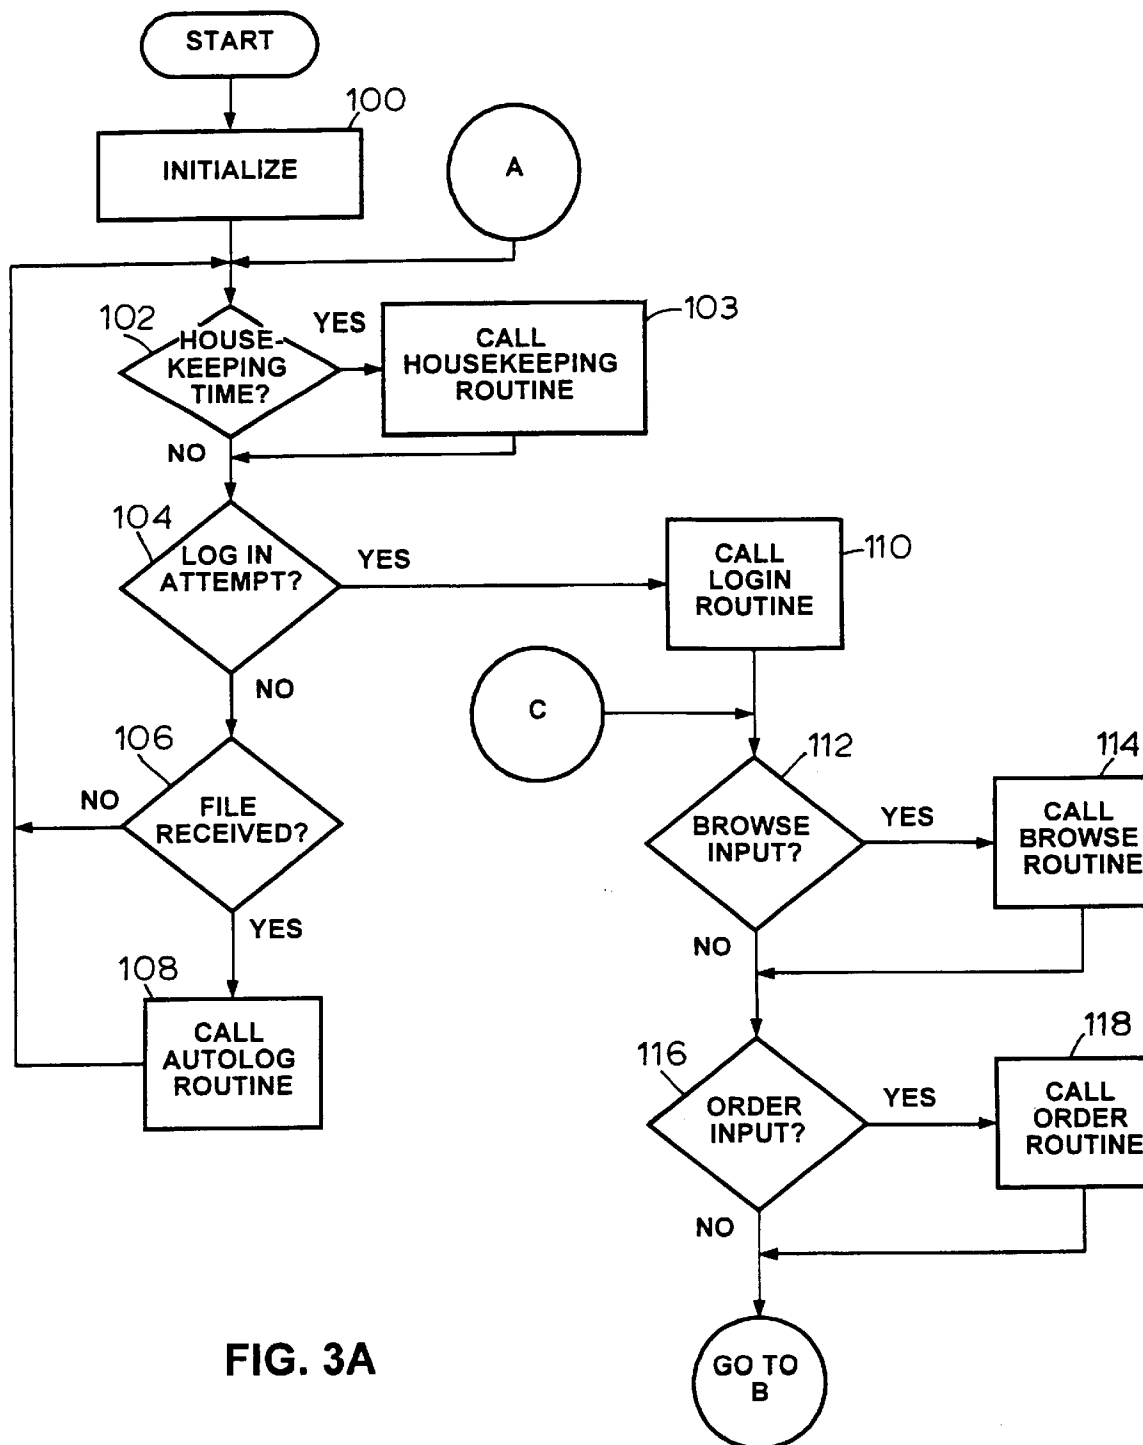 START
100
INITIALIZE
A
102
HOUSE-
KEEPING
TIME?
YES
103
CALL
HOUSEKEEPING
ROUTINE
NO
104
LOG IN
ATTEMPT?
YES
110
CALL
LOGIN
ROUTINE
NO
C
106
FILE
RECEIVED?
NO
YES
112
BROWSE
INPUT?
YES
114
CALL
BROWSE
ROUTINE
NO
108
CALL
AUTOLOG
ROUTINE
116
ORDER
INPUT?
YES
118
CALL
ORDER
ROUTINE
NO
GO TO
B
FIG. 3A